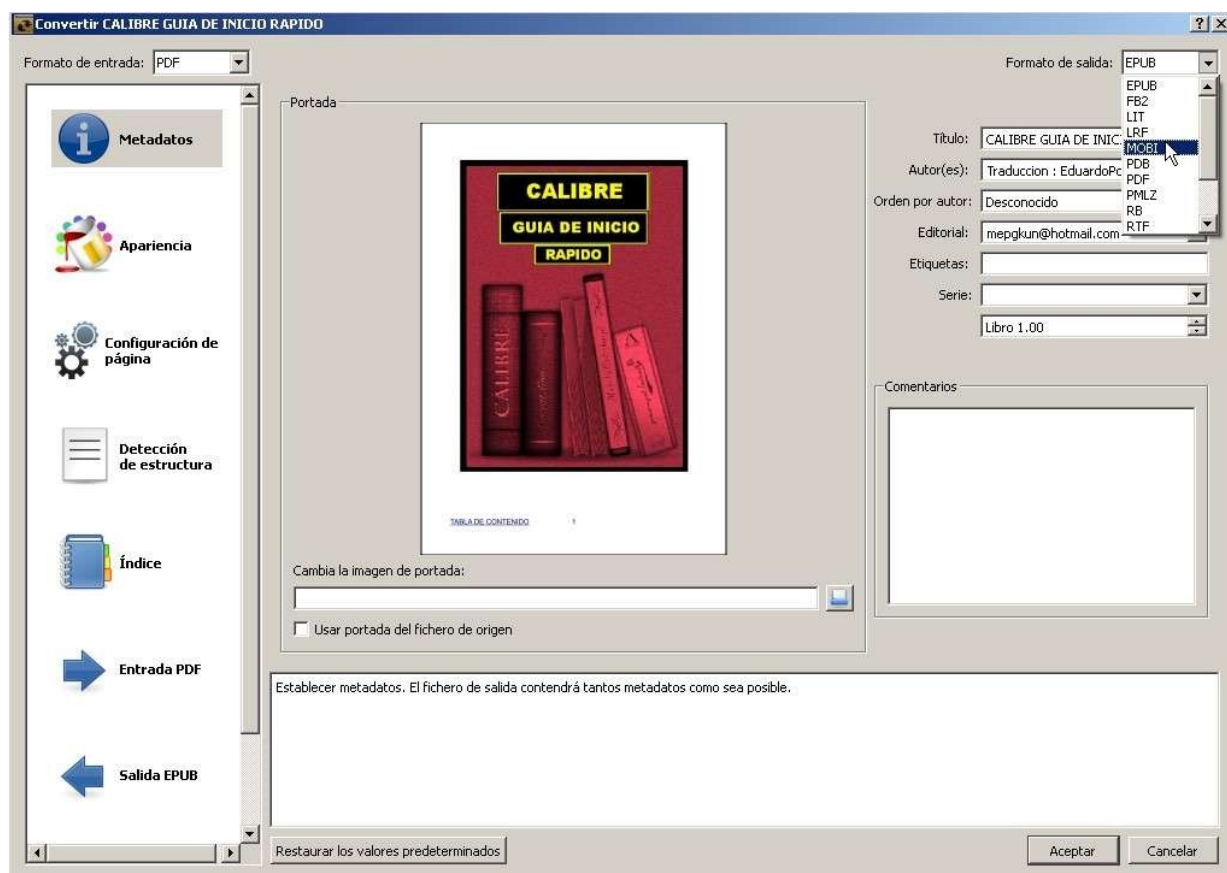 Convertir CALIBRE GUIA DE INICIO RAPIDO
Formato de entrada: PDF
Formato de salida: EPUB
EPUB
FB2
LIT
LRF
MOBI
PDB
PDF
PMLZ
RB
RTF
Metadatos
Apariencia
Configuración de
página
Detección
de estructura
Índice
Entrada PDF
Salida EPUB
Portada
CALIBRE
GUIA DE INICIO
RAPIDO
CALIBRE
TABLA DE CONTENIDO 1
Cambia la imagen de portada:
Usar portada del fichero de origen
Título: CALIBRE GUIA DE INIC
Autor(es): Traduccion : EduardoPo
Orden por autor: Desconocido
Editorial: mepgkun@hotmail.com
Etiquetas:
Serie:
Libro 1.00
Comentarios
Establecer metadatos. El fichero de salida contendrá tantos metadatos como sea posible.
Restaurar los valores predeterminados
Aceptar
Cancelar